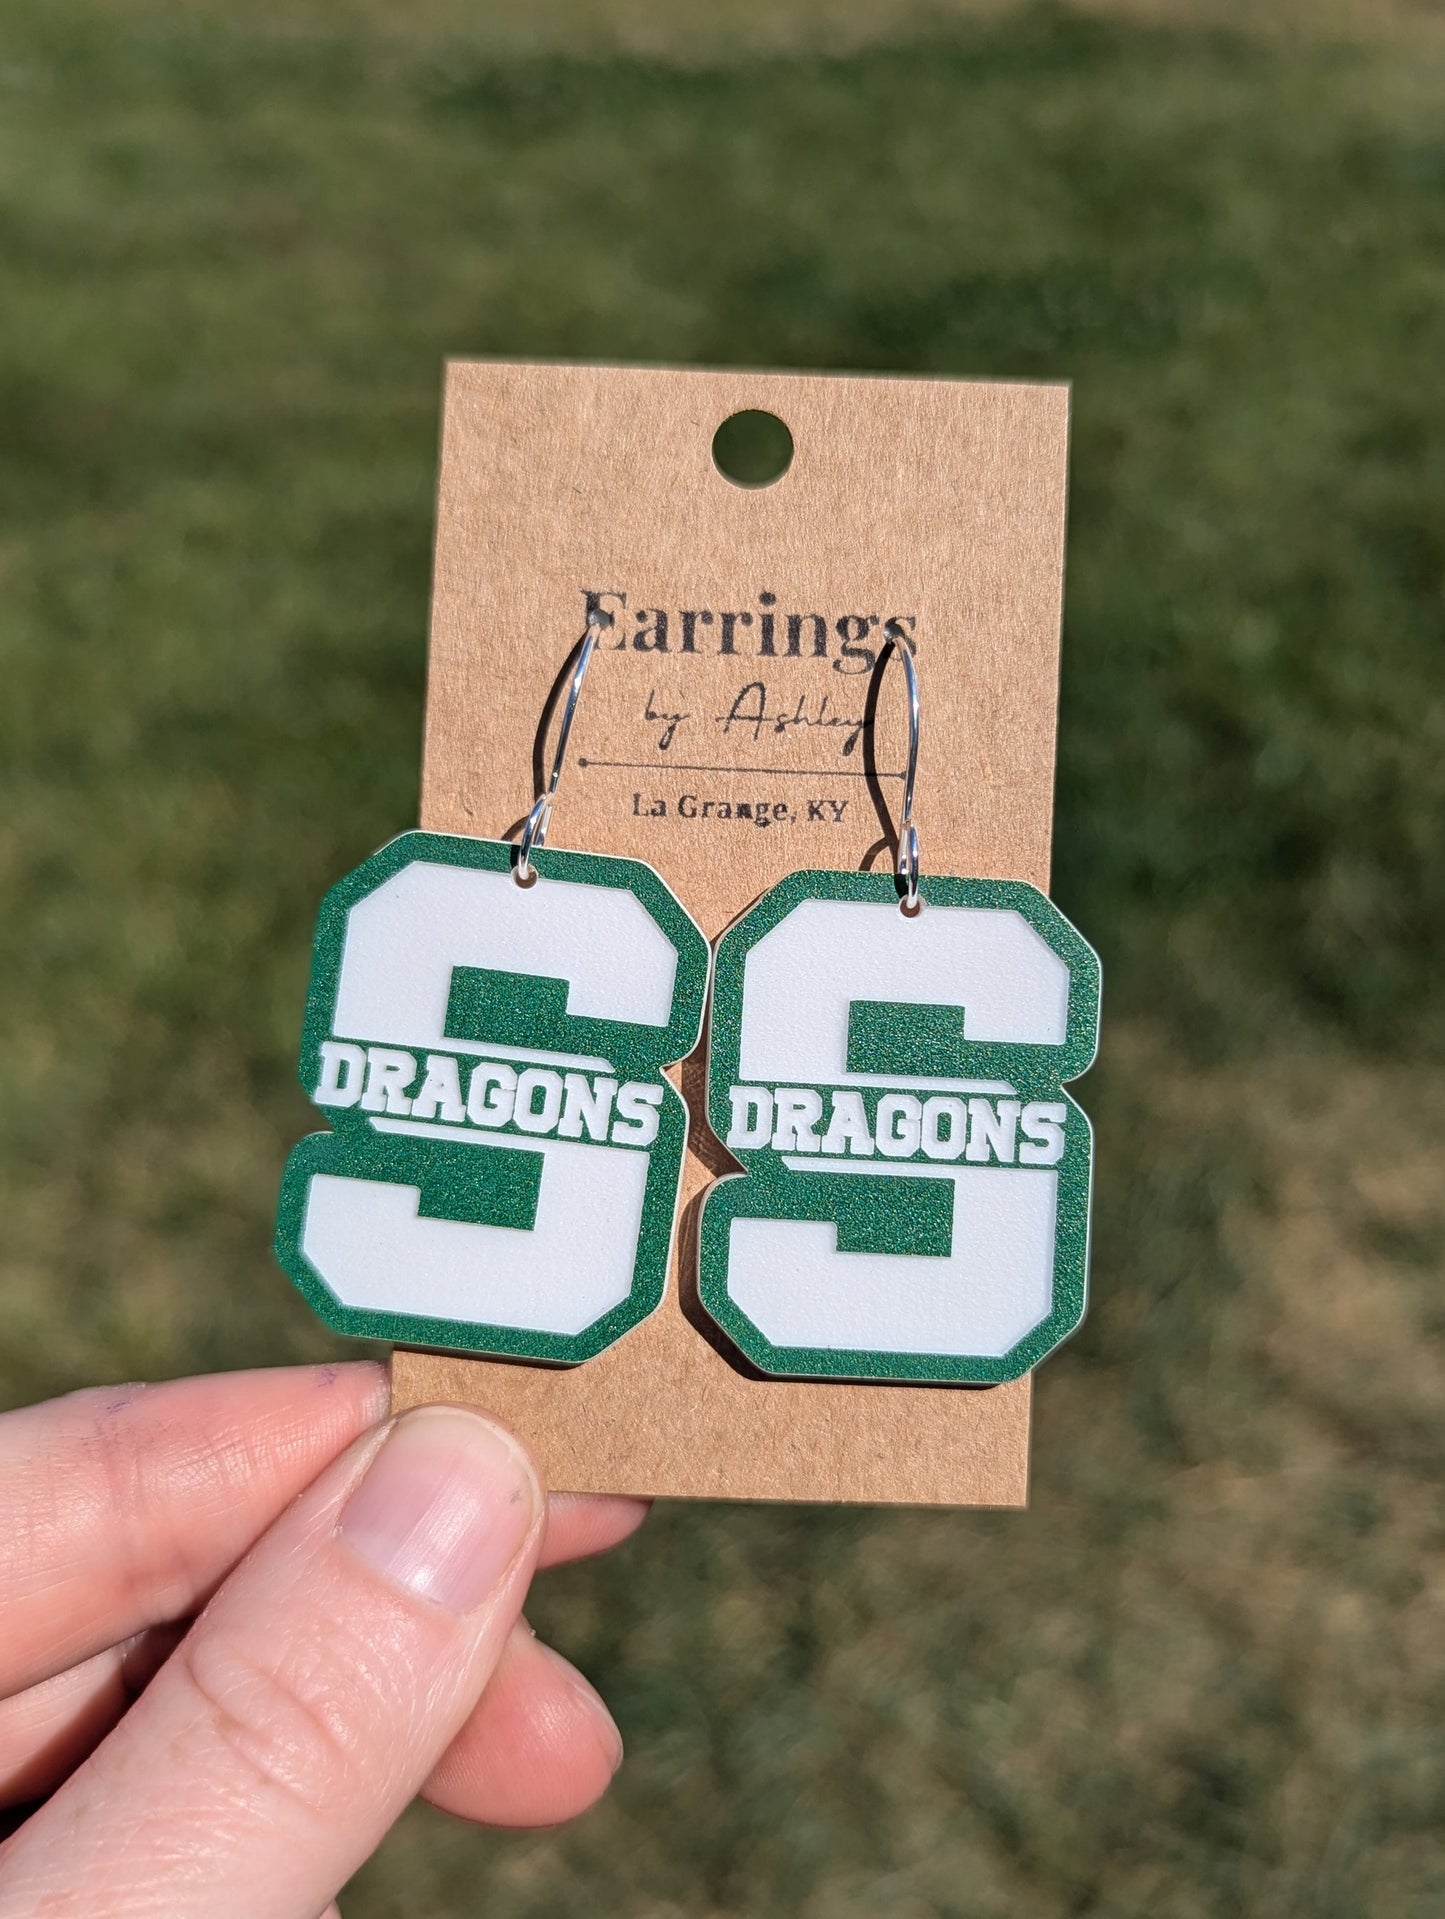 Earrings
by Ashley
La Grange, KY
S S
DRAGONS DRAGONS